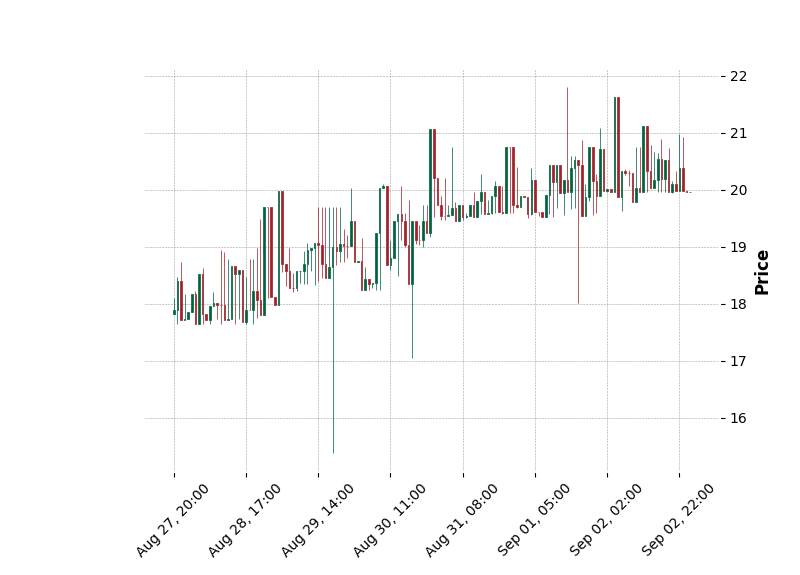 22
21
20
19
18
17
16
Price
Aug 27, 20:00
Aug 28, 17:00
Aug 29, 14:00
Aug 30, 11:00
Aug 31, 08:00
Sep 01, 05:00
Sep 02, 02:00
Sep 02, 22:00